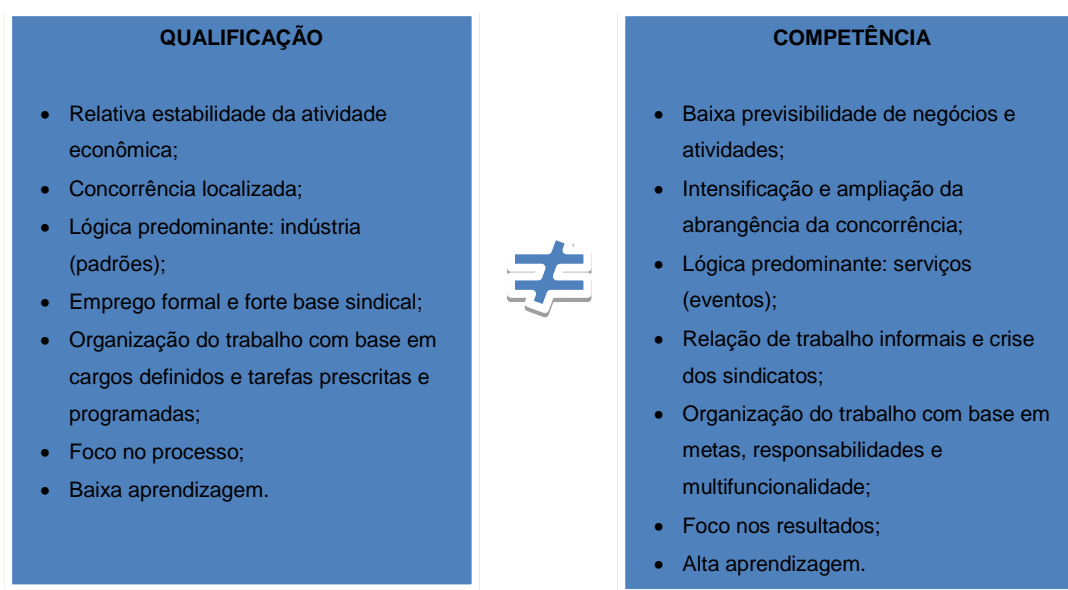 QUALIFICAÇÃO
• Relativa estabilidade da atividade
econômica;
• Concorrência localizada;
• Lógica predominante: indústria
(padrões);
• Emprego formal e forte base sindical;
• Organização do trabalho com base em
cargos definidos e tarefas prescritas e
programadas;
• Foco no processo;
• Baixa aprendizagem.
≠
COMPETÊNCIA
• Baixa previsibilidade de negócios e
atividades;
• Intensificação e ampliação da
abrangência da concorrência;
• Lógica predominante: serviços
(eventos);
• Relação de trabalho informais e crise
dos sindicatos;
• Organização do trabalho com base em
metas, responsabilidades e
multifuncionalidade;
• Foco nos resultados;
• Alta aprendizagem.